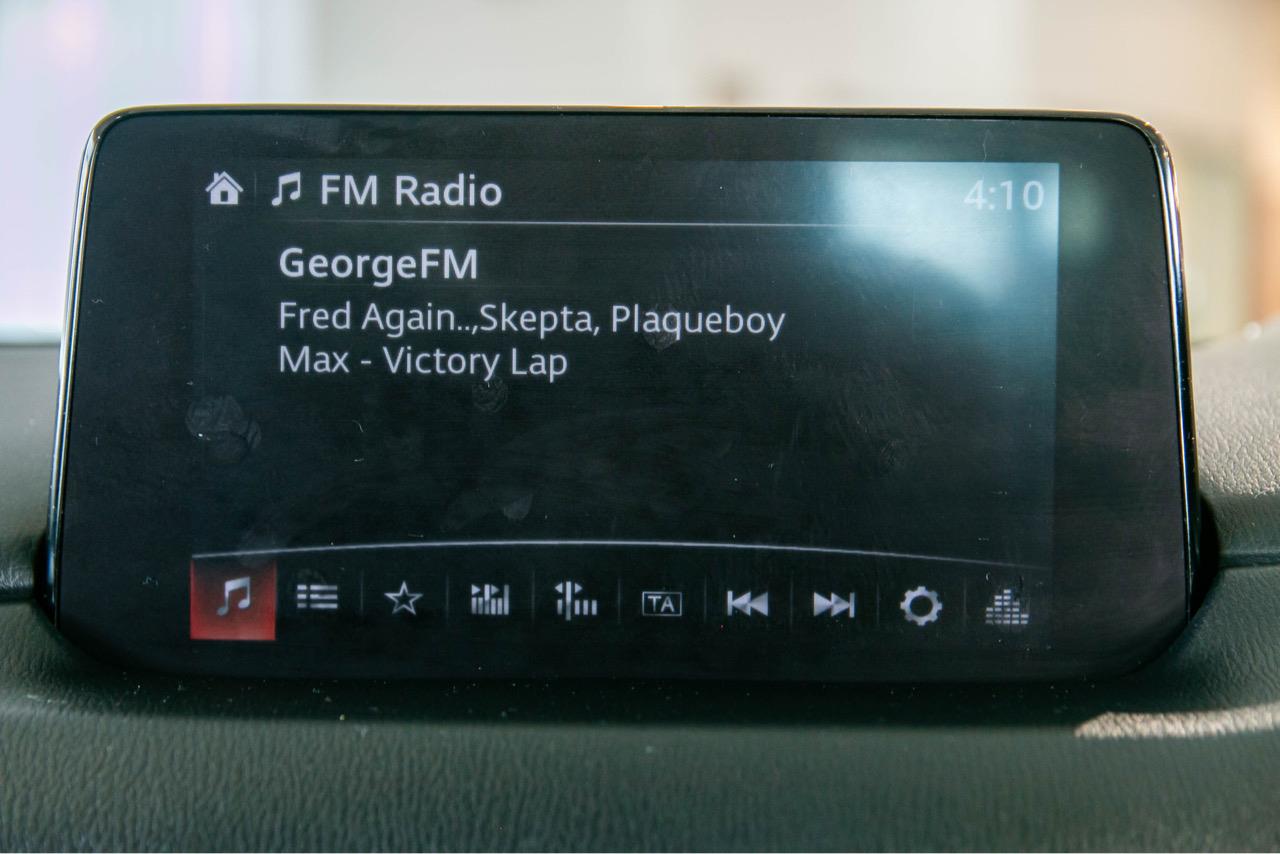 FM Radio 4:10
GeorgeFM
Fred Again..,Skepta, Plaqueboy
Max - Victory Lap
TA